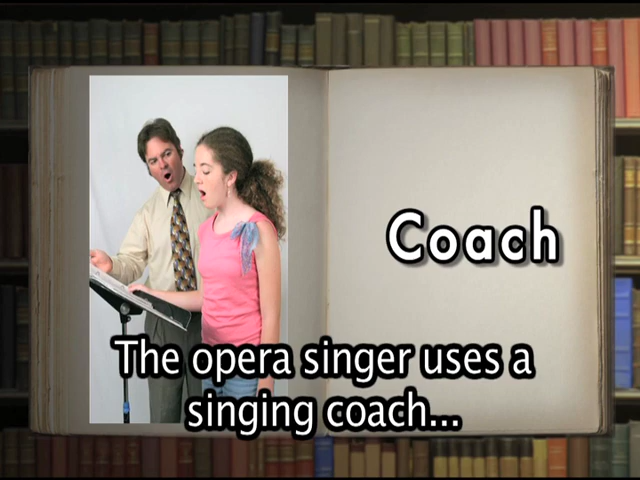 Coach
The opera singer uses a
singing coach...